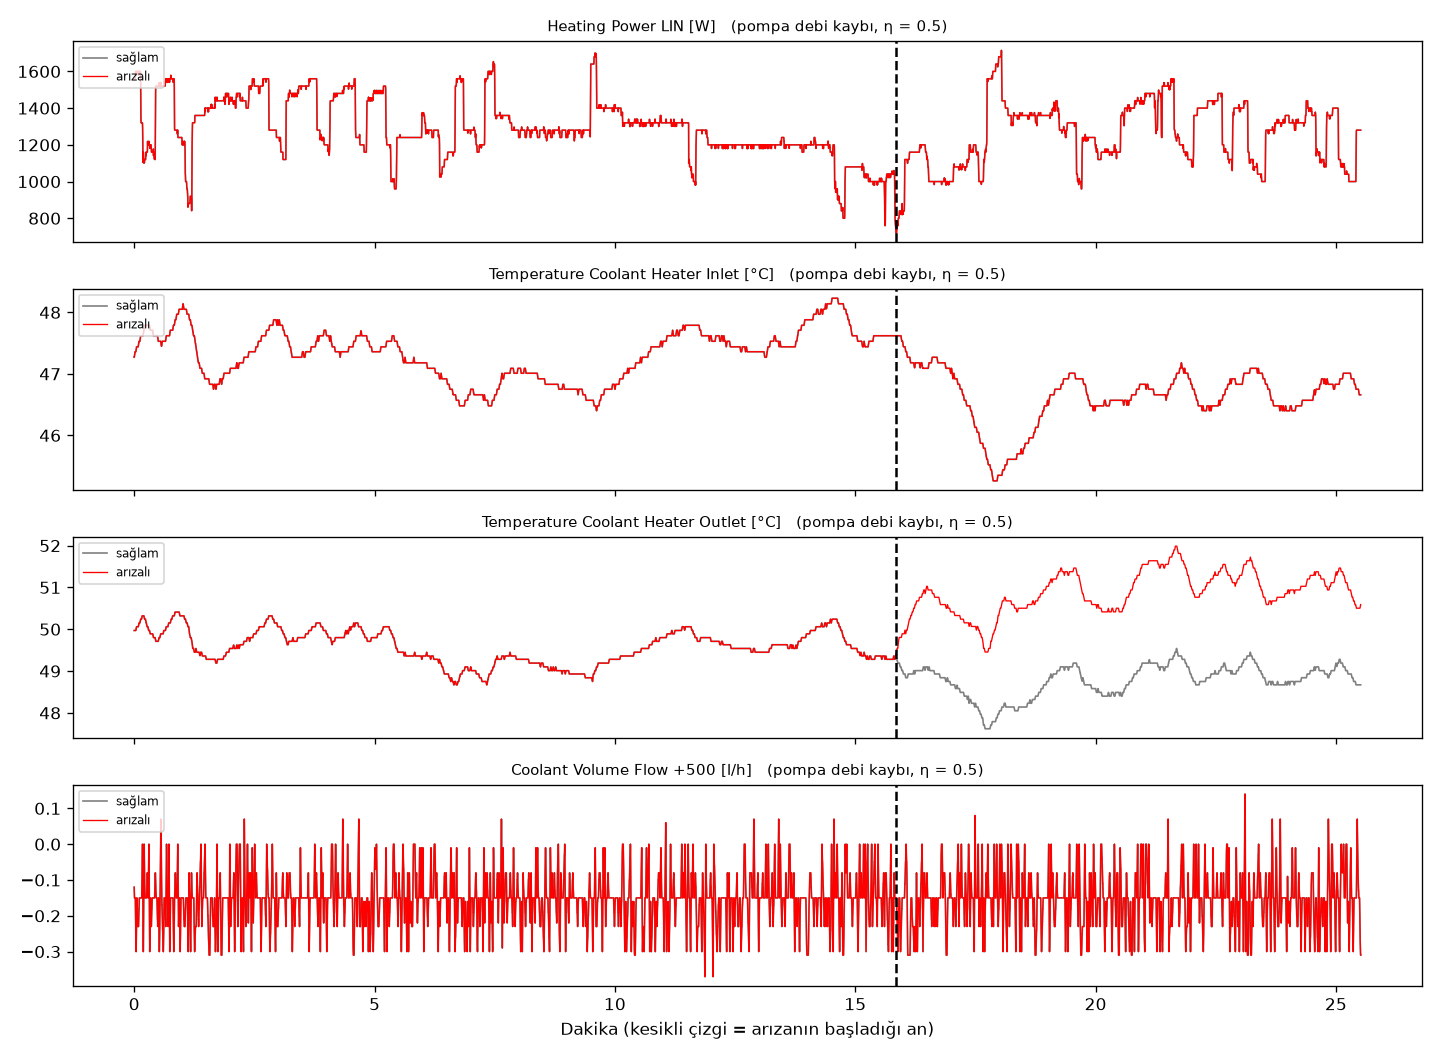 Heating Power LIN [W]   (pompa debi kaybı, η = 0.5)
sağlam
arızalı
1600
1400
1200
1000
800
Temperature Coolant Heater Inlet [°C]   (pompa debi kaybı, η = 0.5)
sağlam
arızalı
48
47
46
Temperature Coolant Heater Outlet [°C]   (pompa debi kaybı, η = 0.5)
sağlam
arızalı
52
51
50
49
48
Coolant Volume Flow +500 [l/h]   (pompa debi kaybı, η = 0.5)
sağlam
arızalı
0.1
0.0
−0.1
−0.2
−0.3
0 5 10 15 20 25
Dakika (kesikli çizgi = arızanın başladığı an)